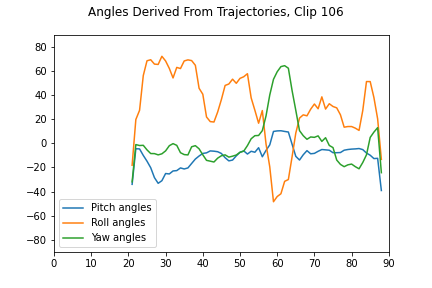 Angles Derived From Trajectories, Clip 106
80
60
40
20
0
−20
−40
−60
−80
Pitch angles
Roll angles
Yaw angles
0 10 20 30 40 50 60 70 80 90